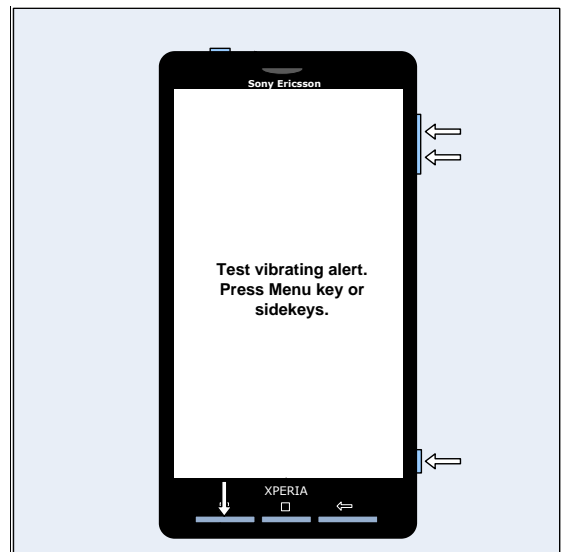 Sony Ericsson
Test vibrating alert.
Press Menu key or
sidekeys.
XPERIA